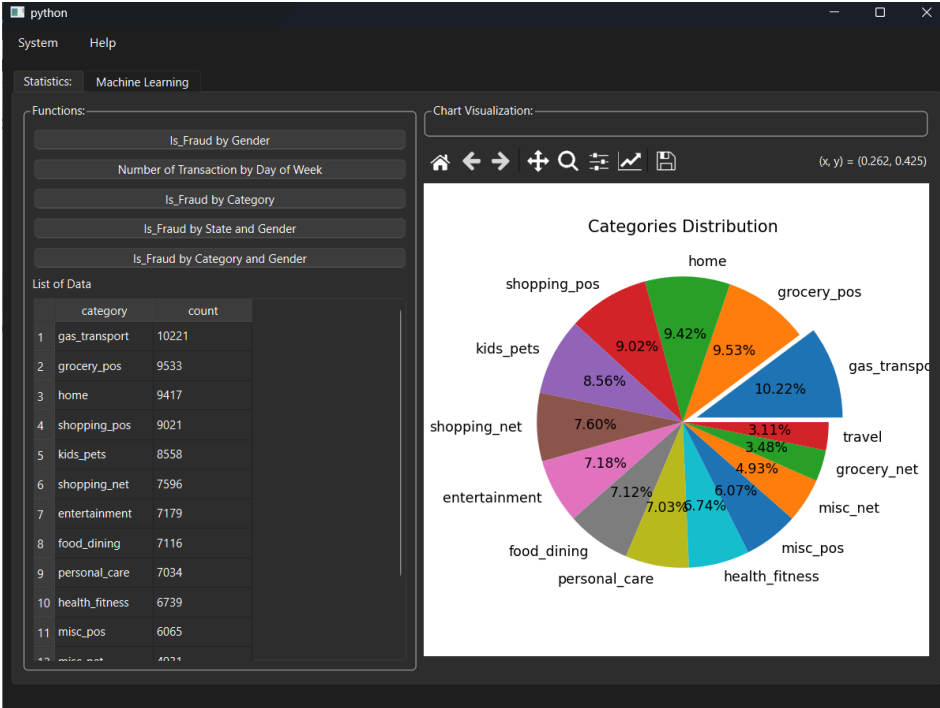 python
System Help
Statistics: Machine Learning
Functions:
Is_Fraud by Gender
Number of Transaction by Day of Week
Is_Fraud by Category
Is_Fraud by State and Gender
Is_Fraud by Category and Gender
List of Data
category count
1 gas_transport 10221
2 grocery_pos 9533
3 home 9417
4 shopping_pos 9021
5 kids_pets 8558
6 shopping_net 7596
7 entertainment 7179
8 food_dining 7116
9 personal_care 7034
10 health_fitness 6739
11 misc_pos 6065
12 misc_net 4931
Chart Visualization:
(x, y) = (0.262, 0.425)
Categories Distribution
home
shopping_pos
grocery_pos
9.42%
9.02%
9.53%
kids_pets
gas_transpo
8.56%
10.22%
shopping_net
7.60%
3.11%
travel
3.48%
7.18%
4.93%
grocery_net
entertainment
7.12%
6.07%
7.03%
6.74%
misc_net
food_dining
misc_pos
personal_care
health_fitness